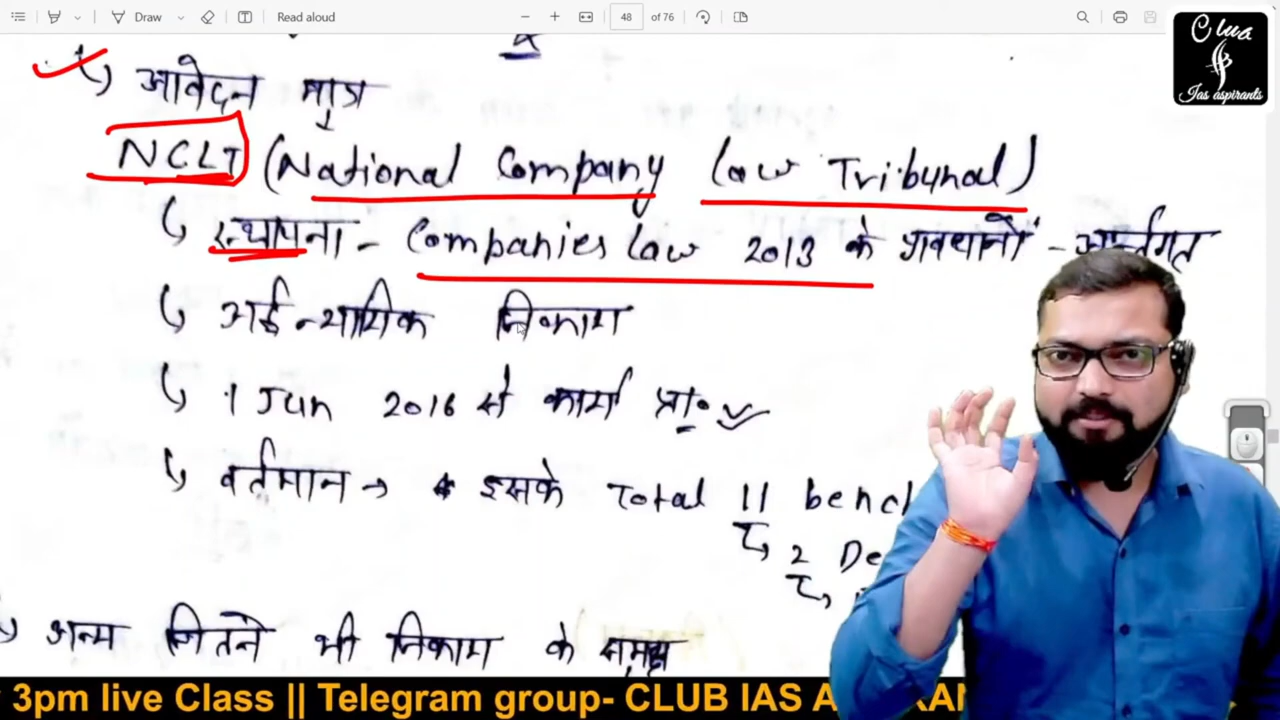 Draw
Read aloud
48 of 76
Clua
Ias aspirants
आवेदन मात्र
NCLT (National Company Law Tribunal)
स्थापना - Companies Law 2013 के प्रावधानों - अन्तर्गत
अर्द्ध-न्यायिक निकाय
1 Jun 2016 से कार्य प्रा॰
वर्तमान → इसके Total 11 bench
2 De
अन्य जितने भी निकाय के समक्ष
3pm live Class || Telegram group- CLUB IAS A RAN